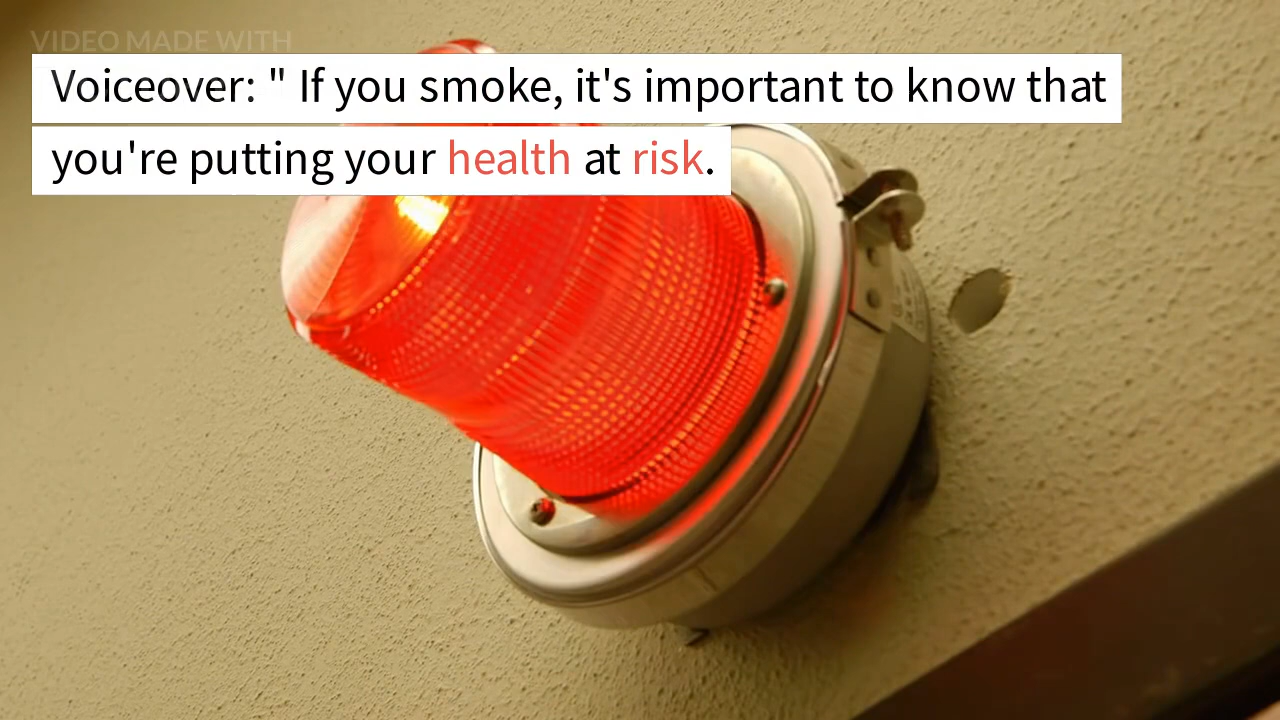 VIDEO MADE WITH
Voiceover: " If you smoke, it's important to know that
you're putting your health at risk.